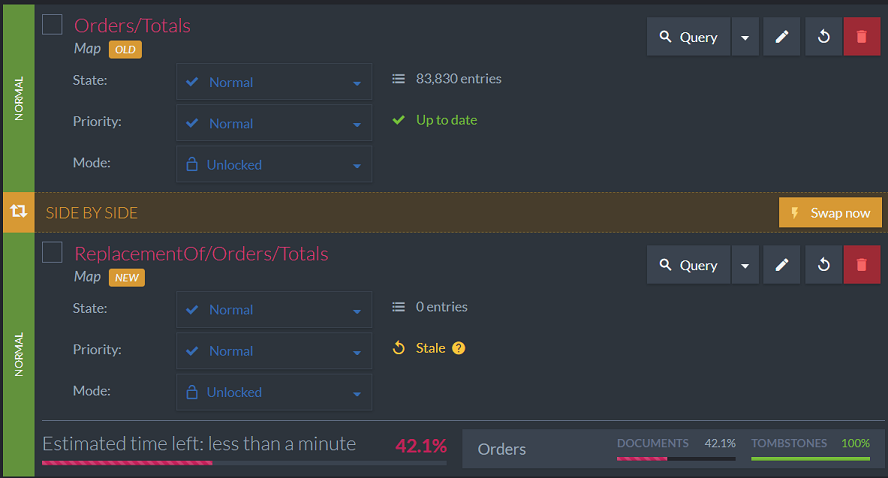 Orders/Totals
Map OLD
Query
NORMAL
State: Normal 83,830 entries
Priority: Normal Up to date
Mode: Unlocked
SIDE BY SIDE Swap now
ReplacementOf/Orders/Totals
Map NEW
Query
NORMAL
State: Normal 0 entries
Priority: Normal Stale ?
Mode: Unlocked
Estimated time left: less than a minute 42.1%
Orders DOCUMENTS 42.1% TOMBSTONES 100%